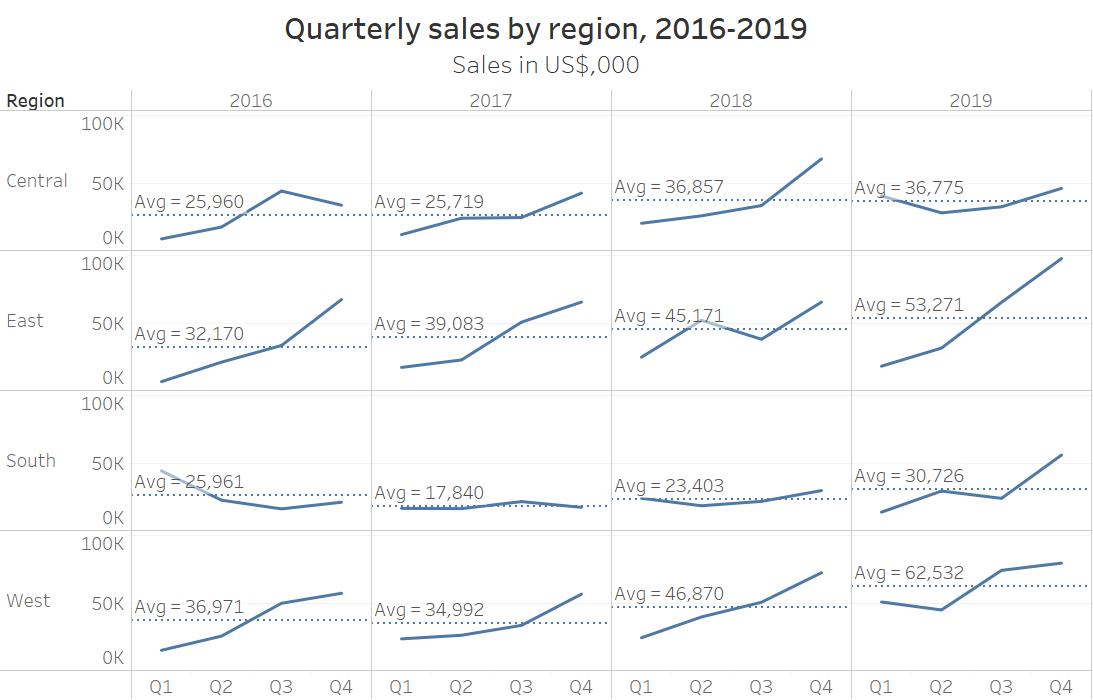 Quarterly sales by region, 2016-2019
Sales in US$,000
Region 2016 2017 2018 2019
100K
Central 50K Avg = 25,960 Avg = 25,719 Avg = 36,857 Avg = 36,775
0K
100K
East 50K Avg = 32,170 Avg = 39,083 Avg = 45,171 Avg = 53,271
0K
100K
South 50K Avg = 25,961 Avg = 17,840 Avg = 23,403 Avg = 30,726
0K
100K
West 50K Avg = 36,971 Avg = 34,992 Avg = 46,870 Avg = 62,532
0K
Q1 Q2 Q3 Q4 Q1 Q2 Q3 Q4 Q1 Q2 Q3 Q4 Q1 Q2 Q3 Q4